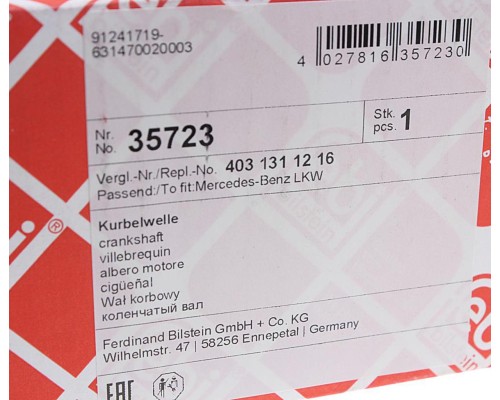 91241719-
631470020003
4 027816 357230
Nr.
No. 35723
Stk.
pcs. 1
Vergl.-Nr./Repl.-No. 403 131 12 16
Passend:/To fit:Mercedes-Benz LKW
Kurbelwelle
crankshaft
villebrequin
albero motore
cigüeñal
Wał korbowy
коленчатый вал
Ferdinand Bilstein GmbH + Co. KG
Wilhelmstr. 47 | 58256 Ennepetal | Germany
EAC